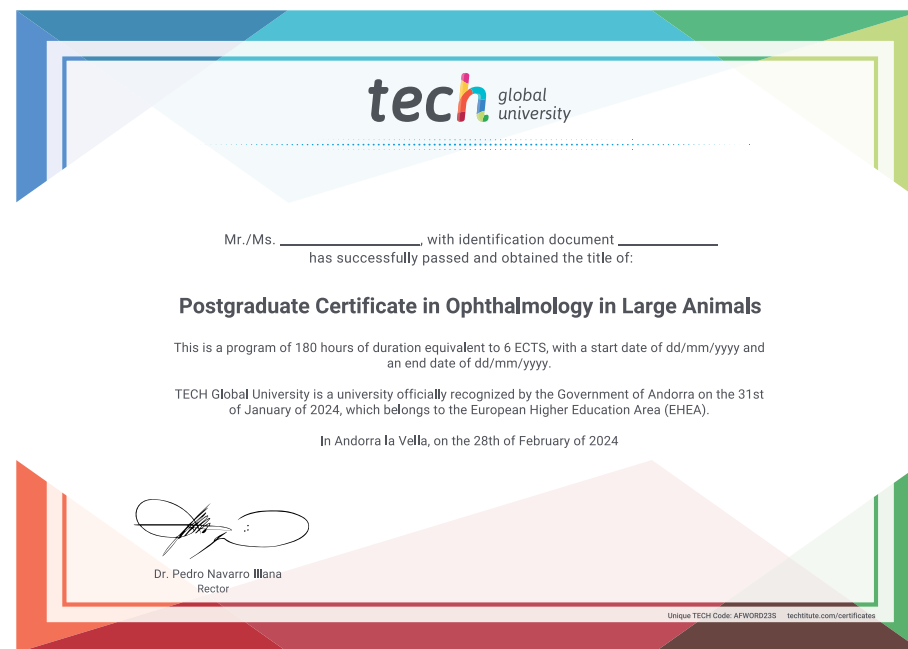 tech global university
Mr./Ms. ____________, with identification document ____________
has successfully passed and obtained the title of:
Postgraduate Certificate in Ophthalmology in Large Animals
This is a program of 180 hours of duration equivalent to 6 ECTS, with a start date of dd/mm/yyyy and
an end date of dd/mm/yyyy.
TECH Global University is a university officially recognized by the Government of Andorra on the 31st
of January of 2024, which belongs to the European Higher Education Area (EHEA).
In Andorra la Vella, on the 28th of February of 2024
Dr. Pedro Navarro Illana
Rector
Unique TECH Code: AFWORD23S techtitute.com/certificates